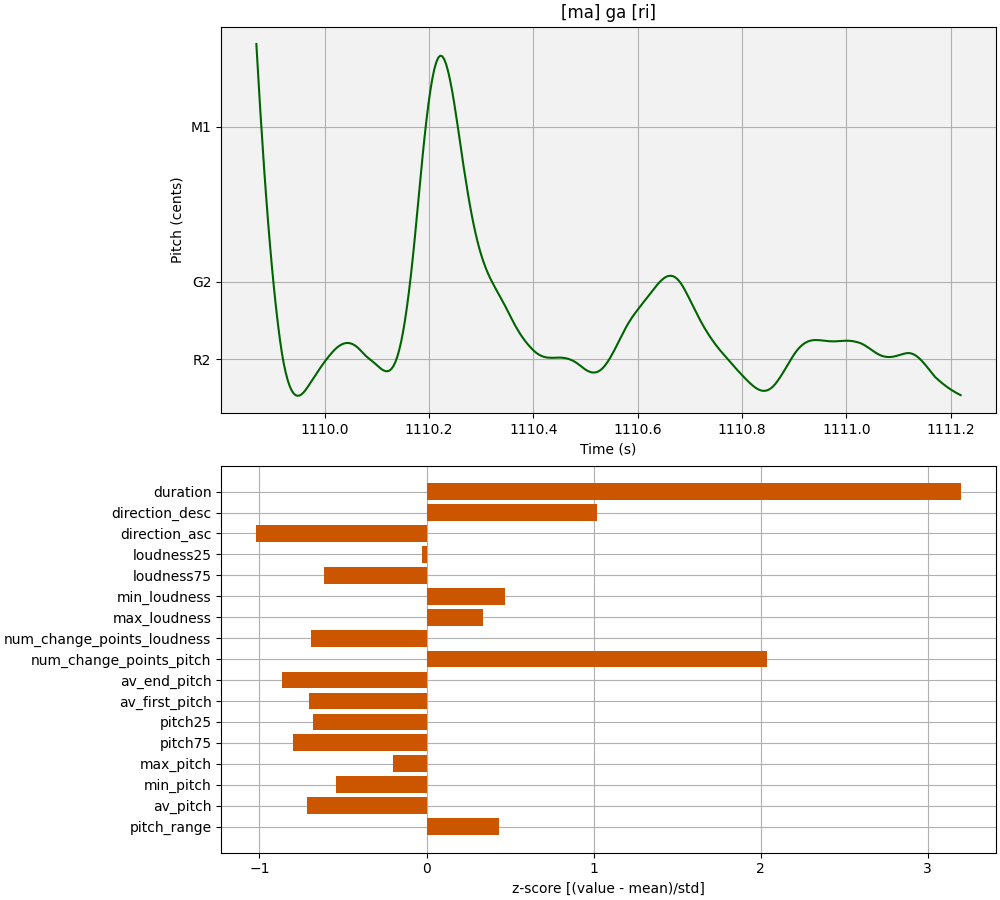 [ma] ga [ri]
M1
G2
R2
Pitch (cents)
1110.0 1110.2 1110.4 1110.6 1110.8 1111.0 1111.2
Time (s)
duration
direction_desc
direction_asc
loudness25
loudness75
min_loudness
max_loudness
num_change_points_loudness
num_change_points_pitch
av_end_pitch
av_first_pitch
pitch25
pitch75
max_pitch
min_pitch
av_pitch
pitch_range
−1 0 1 2 3
z-score [(value - mean)/std]